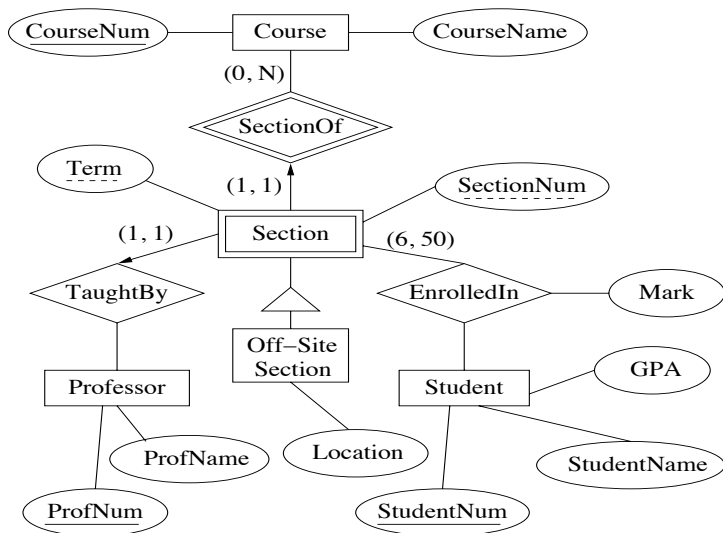 CourseNum
Course
CourseName
(0, N)
SectionOf
Term
(1, 1)
SectionNum
(1, 1)
Section
(6, 50)
TaughtBy
EnrolledIn
Mark
Off-Site
Section
Professor
Student
GPA
ProfName
Location
StudentName
ProfNum
StudentNum